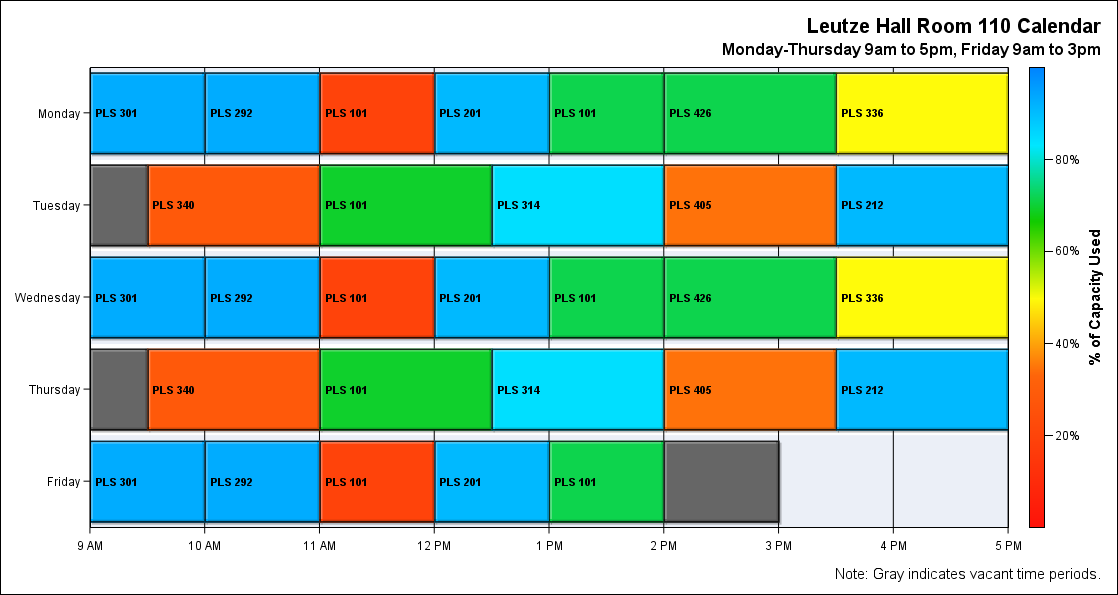 Leutze Hall Room 110 Calendar
Monday-Thursday 9am to 5pm, Friday 9am to 3pm
Monday
PLS 301 PLS 292 PLS 101 PLS 201 PLS 101 PLS 426 PLS 336
Tuesday
PLS 340 PLS 101 PLS 314 PLS 405 PLS 212
Wednesday
PLS 301 PLS 292 PLS 101 PLS 201 PLS 101 PLS 426 PLS 336
Thursday
PLS 340 PLS 101 PLS 314 PLS 405 PLS 212
Friday
PLS 301 PLS 292 PLS 101 PLS 201 PLS 101
9 AM 10 AM 11 AM 12 PM 1 PM 2 PM 3 PM 4 PM 5 PM
80%
60%
40%
20%
% of Capacity Used
Note: Gray indicates vacant time periods.